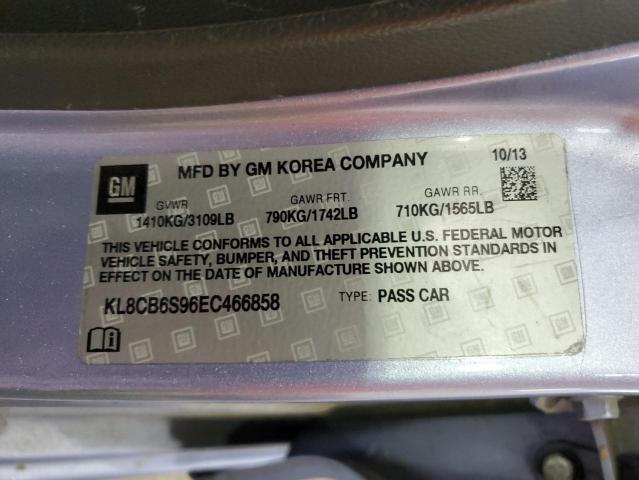 GM
MFD BY GM KOREA COMPANY 10/13
GVWR GAWR FRT. GAWR RR.
1410KG/3109LB 790KG/1742LB 710KG/1565LB
THIS VEHICLE CONFORMS TO ALL APPLICABLE U.S. FEDERAL MOTOR
VEHICLE SAFETY, BUMPER, AND THEFT PREVENTION STANDARDS IN
EFFECT ON THE DATE OF MANUFACTURE SHOWN ABOVE.
KL8CB6S96EC466858 TYPE: PASS CAR